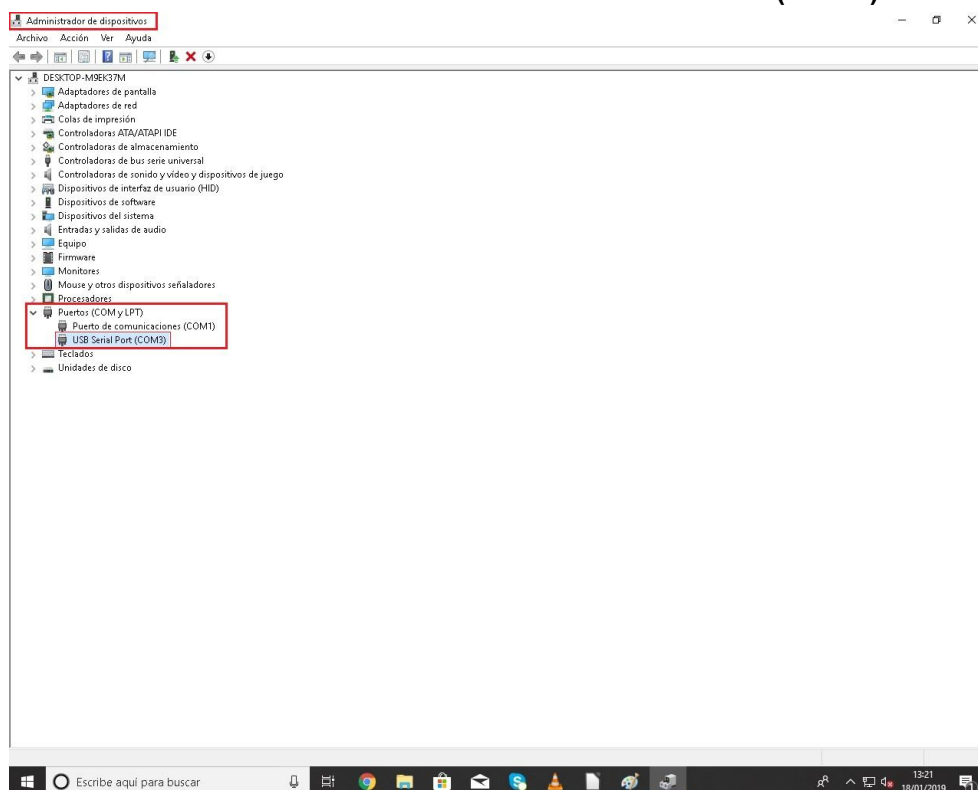 Administrador de dispositivos
Archivo Acción Ver Ayuda
DESKTOP-M9EK37M
Adaptadores de pantalla
Adaptadores de red
Colas de impresión
Controladoras ATA/ATAPI IDE
Controladoras de almacenamiento
Controladoras de bus serie universal
Controladoras de sonido y vídeo y dispositivos de juego
Dispositivos de interfaz de usuario (HID)
Dispositivos de software
Dispositivos del sistema
Entradas y salidas de audio
Equipo
Firmware
Monitores
Mouse y otros dispositivos señaladores
Procesadores
Puertos (COM y LPT)
Puerto de comunicaciones (COM1)
USB Serial Port (COM3)
Teclados
Unidades de disco
Escribe aquí para buscar
13:21
18/01/2019